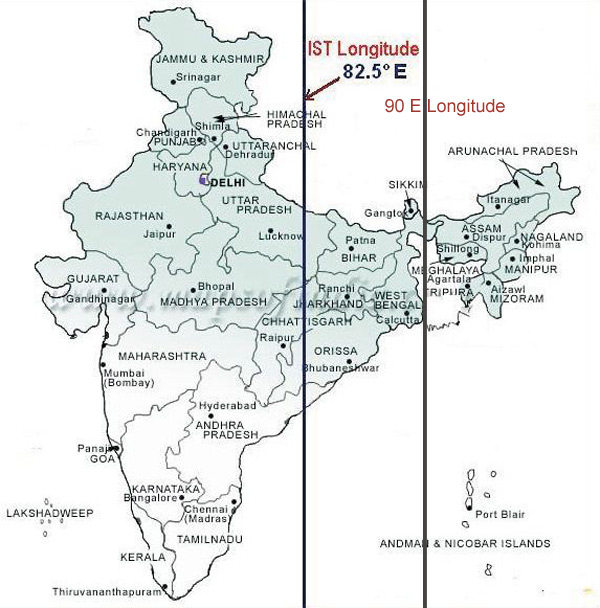 IST Longitude
82.5° E
90 E Longitude
JAMMU & KASHMIR
Srinagar
HIMACHAL
PRADESH
Shimla
Chandigarh
PUNJAB
UTTARANCHAL
Dehradun
HARYANA
DELHI
ARUNACHAL PRADESH
SIKKIM
Itanagar
Gangtok
RAJASTHAN
Jaipur
UTTAR
PRADESH
Lucknow
Patna
BIHAR
ASSAM
Dispur
NAGALAND
Kohima
Shillong
MEGHALAYA
Imphal
MANIPUR
Agartala
TRIPURA
Aizawl
MIZORAM
GUJARAT
Gandhinagar
Bhopal
MADHYA PRADESH
Ranchi
JHARKHAND
WEST
BENGAL
Calcutta
CHHATTISGARH
Raipur
ORISSA
Bhubaneshwar
MAHARASHTRA
Mumbai
(Bombay)
Hyderabad
ANDHRA
PRADESH
Panaji
GOA
KARNATAKA
Bangalore
Chennai
(Madras)
LAKSHADWEEP
Port Blair
TAMILNADU
ANDMAN & NICOBAR ISLANDS
KERALA
Thiruvananthapuram